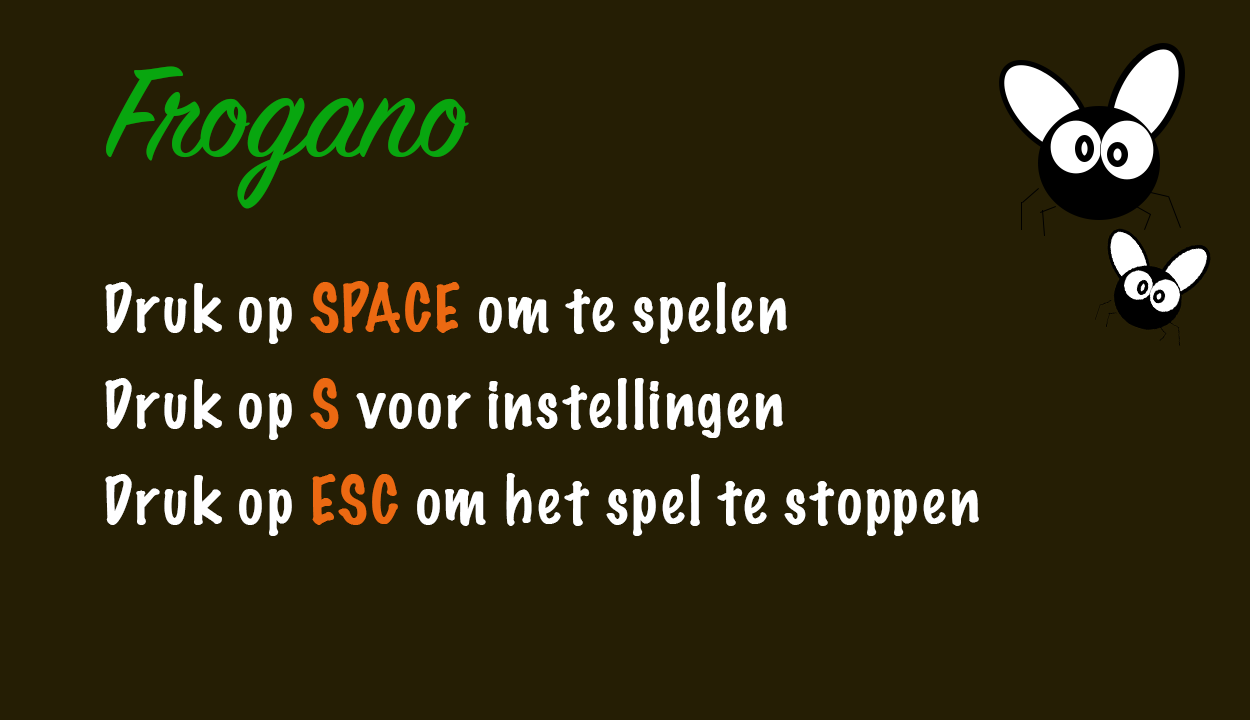 Frogano
Druk op SPACE om te spelen
Druk op S voor instellingen
Druk op ESC om het spel te stoppen